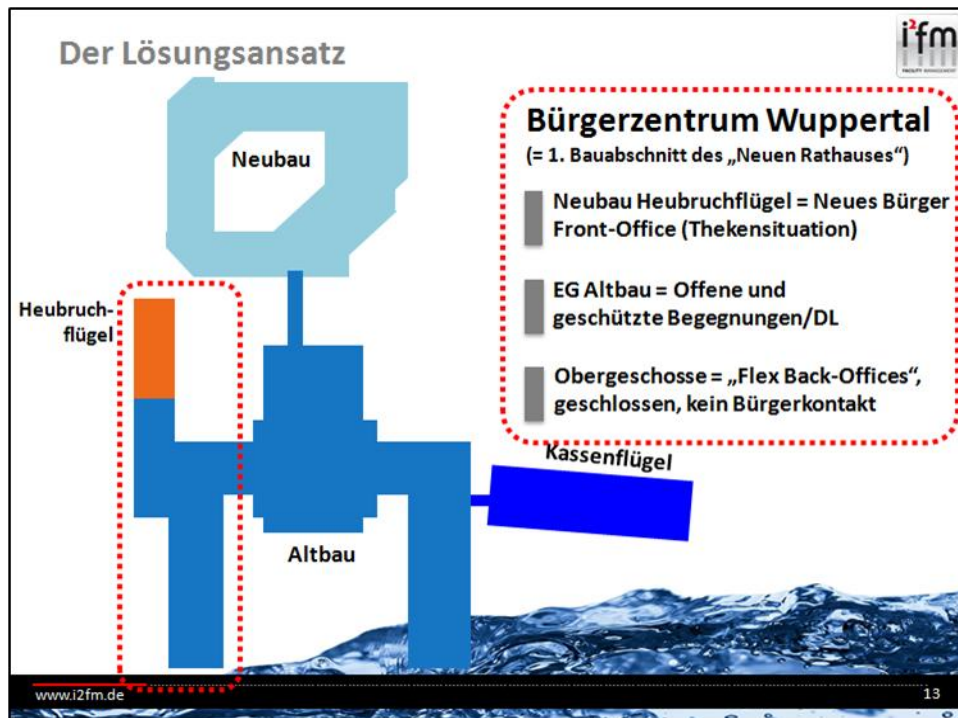 Der Lösungsansatz
i²fm
FACILITY MANAGEMENT
Neubau
Bürgerzentrum Wuppertal
(= 1. Bauabschnitt des „Neuen Rathauses“)
Neubau Heubruchflügel = Neues Bürger
Front-Office (Thekensituation)
EG Altbau = Offene und
geschützte Begegnungen/DL
Obergeschosse = „Flex Back-Offices“,
geschlossen, kein Bürgerkontakt
Heubruch-
flügel
Kassenflügel
Altbau
www.i2fm.de
13